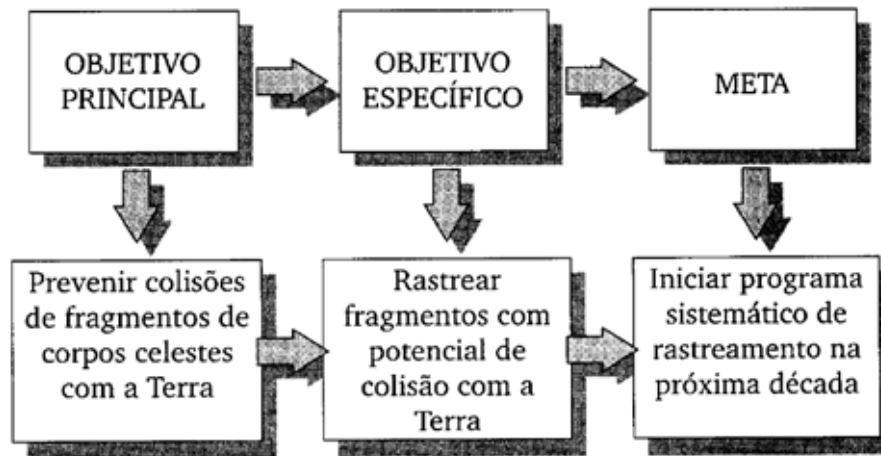 OBJETIVO
PRINCIPAL
OBJETIVO
ESPECÍFICO
META
Prevenir colisões
de fragmentos de
corpos celestes
com a Terra
Rastrear
fragmentos com
potencial de
colisão com a
Terra
Iniciar programa
sistemático de
rastreamento na
próxima década